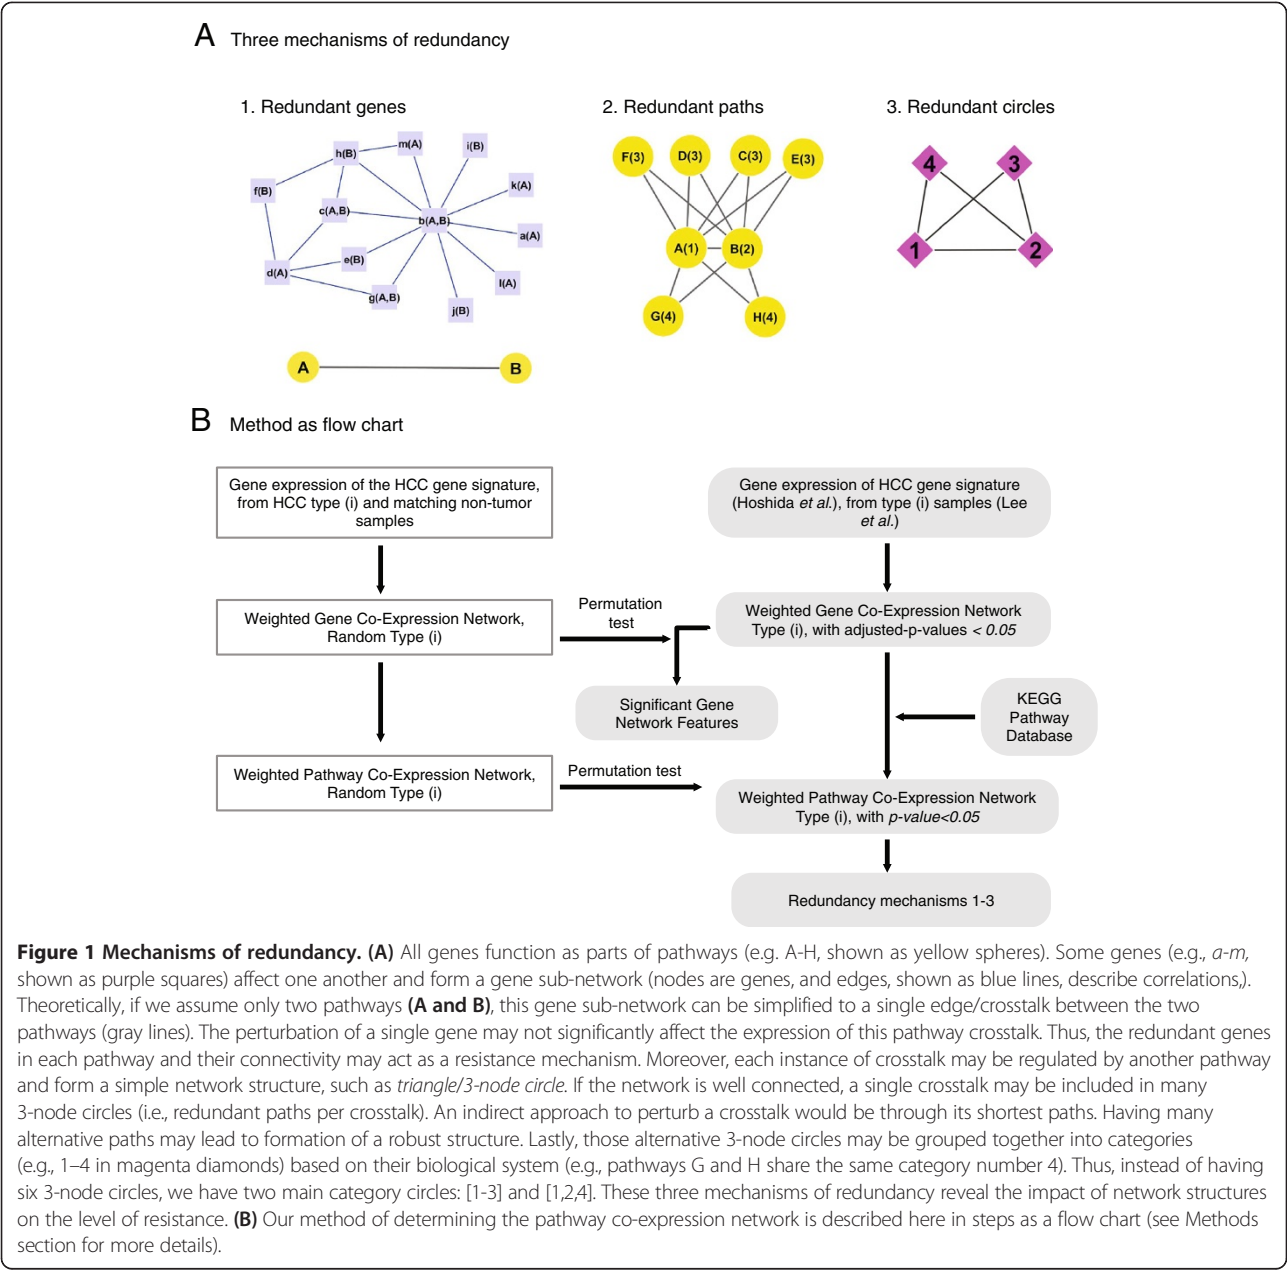 A Three mechanisms of redundancy
1. Redundant genes
2. Redundant paths
3. Redundant circles
h(B)
m(A)
i(B)
f(B)
k(A)
c(A,B)
b(A,B)
a(A)
e(B)
d(A)
g(A,B)
l(A)
j(B)
A
B
F(3)
D(3)
C(3)
E(3)
A(1)
B(2)
G(4)
H(4)
4
3
1
2
B Method as flow chart
Gene expression of the HCC gene signature,
from HCC type (i) and matching non-tumor
samples
Gene expression of HCC gene signature
(Hoshida et al.), from type (i) samples (Lee
et al.)
Weighted Gene Co-Expression Network,
Random Type (i)
Permutation
test
Weighted Gene Co-Expression Network
Type (i), with adjusted-p-values < 0.05
Significant Gene
Network Features
KEGG
Pathway
Database
Weighted Pathway Co-Expression Network,
Random Type (i)
Permutation test
Weighted Pathway Co-Expression Network
Type (i), with p-value<0.05
Redundancy mechanisms 1-3
Figure 1 Mechanisms of redundancy. (A) All genes function as parts of pathways (e.g. A-H, shown as yellow spheres). Some genes (e.g., a-m,
shown as purple squares) affect one another and form a gene sub-network (nodes are genes, and edges, shown as blue lines, describe correlations,).
Theoretically, if we assume only two pathways (A and B), this gene sub-network can be simplified to a single edge/crosstalk between the two
pathways (gray lines). The perturbation of a single gene may not significantly affect the expression of this pathway crosstalk. Thus, the redundant genes
in each pathway and their connectivity may act as a resistance mechanism. Moreover, each instance of crosstalk may be regulated by another pathway
and form a simple network structure, such as triangle/3-node circle. If the network is well connected, a single crosstalk may be included in many
3-node circles (i.e., redundant paths per crosstalk). An indirect approach to perturb a crosstalk would be through its shortest paths. Having many
alternative paths may lead to formation of a robust structure. Lastly, those alternative 3-node circles may be grouped together into categories
(e.g., 1–4 in magenta diamonds) based on their biological system (e.g., pathways G and H share the same category number 4). Thus, instead of having
six 3-node circles, we have two main category circles: [1-3] and [1,2,4]. These three mechanisms of redundancy reveal the impact of network structures
on the level of resistance. (B) Our method of determining the pathway co-expression network is described here in steps as a flow chart (see Methods
section for more details).